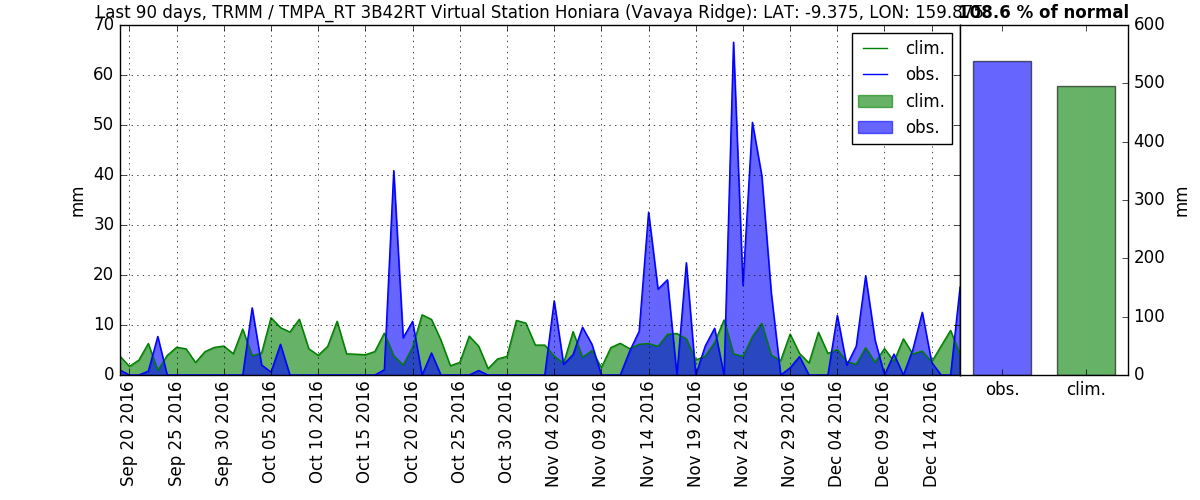 Last 90 days, TRMM / TMPA_RT 3B42RT Virtual Station Honiara (Vavaya Ridge): LAT: -9.375, LON: 159.875
108.6 % of normal
70
60
50
40
30
20
10
0
mm
clim.
obs.
clim.
obs.
600
500
400
300
200
100
0
mm
obs.
clim.
Sep 20 2016
Sep 25 2016
Sep 30 2016
Oct 05 2016
Oct 10 2016
Oct 15 2016
Oct 20 2016
Oct 25 2016
Oct 30 2016
Nov 04 2016
Nov 09 2016
Nov 14 2016
Nov 19 2016
Nov 24 2016
Nov 29 2016
Dec 04 2016
Dec 09 2016
Dec 14 2016